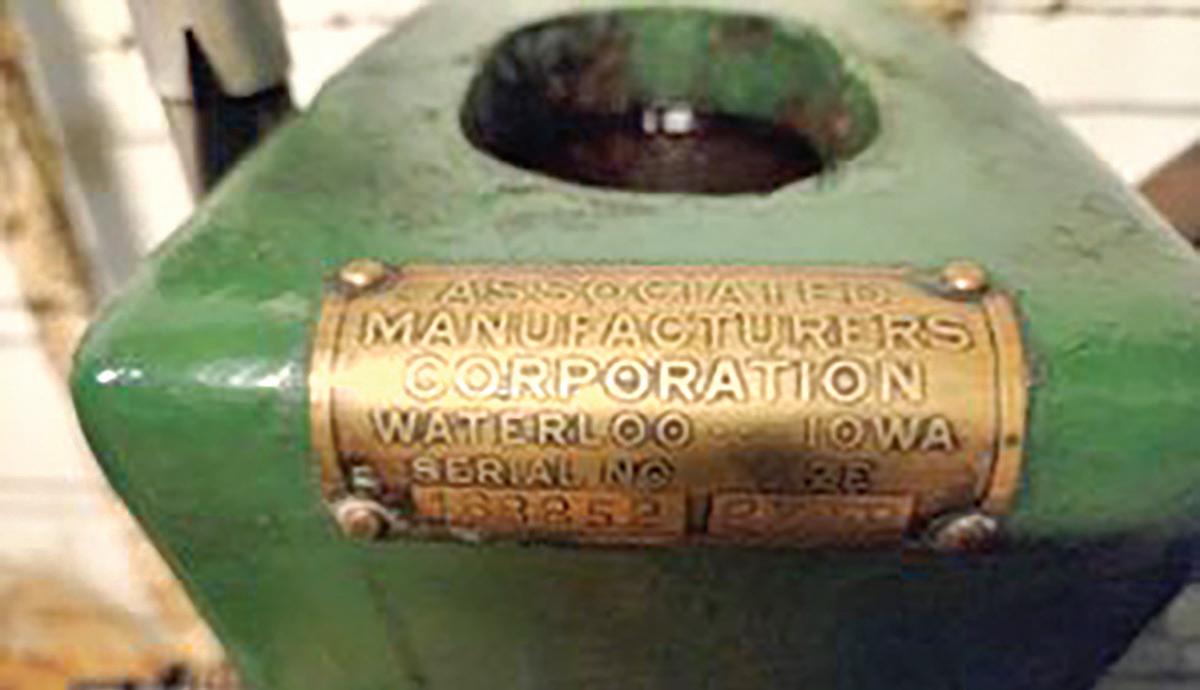 ASSOCIATED
MANUFACTURERS
CORPORATION
WATERLOO IOWA
SERIAL NO